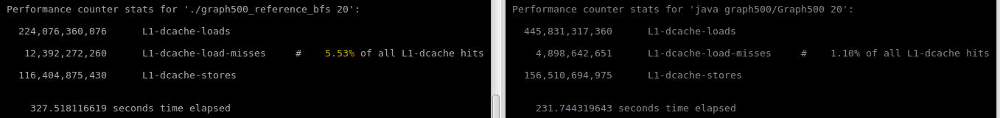 Performance counter stats for './graph500_reference_bfs 20':
224,076,360,076 L1-dcache-loads
12,392,272,260 L1-dcache-load-misses # 5.53% of all L1-dcache hits
116,404,875,430 L1-dcache-stores
327.518116619 seconds time elapsed
Performance counter stats for 'java graph500/Graph500 20':
445,831,317,360 L1-dcache-loads
4,898,642,651 L1-dcache-load-misses # 1.10% of all L1-dcache hits
156,510,694,975 L1-dcache-stores
231.744319643 seconds time elapsed